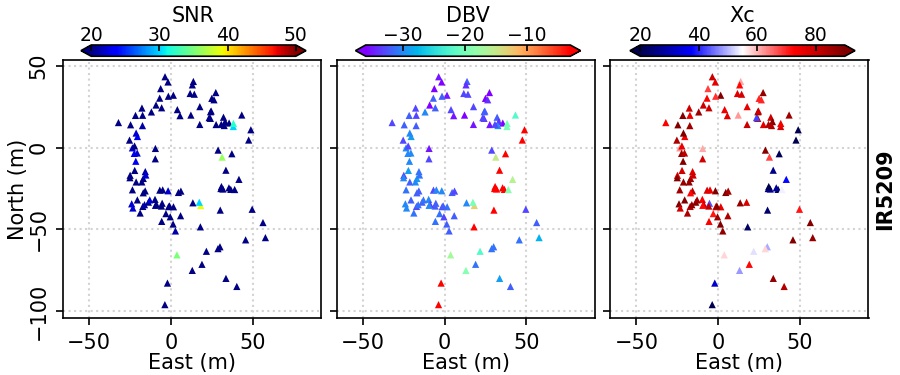 SNR
20 30 40 50
DBV
−30 −20 −10
Xc
20 40 60 80
North (m)
50
0
−50
−100
−50 0 50
East (m)
−50 0 50
East (m)
−50 0 50
East (m)
IR5209